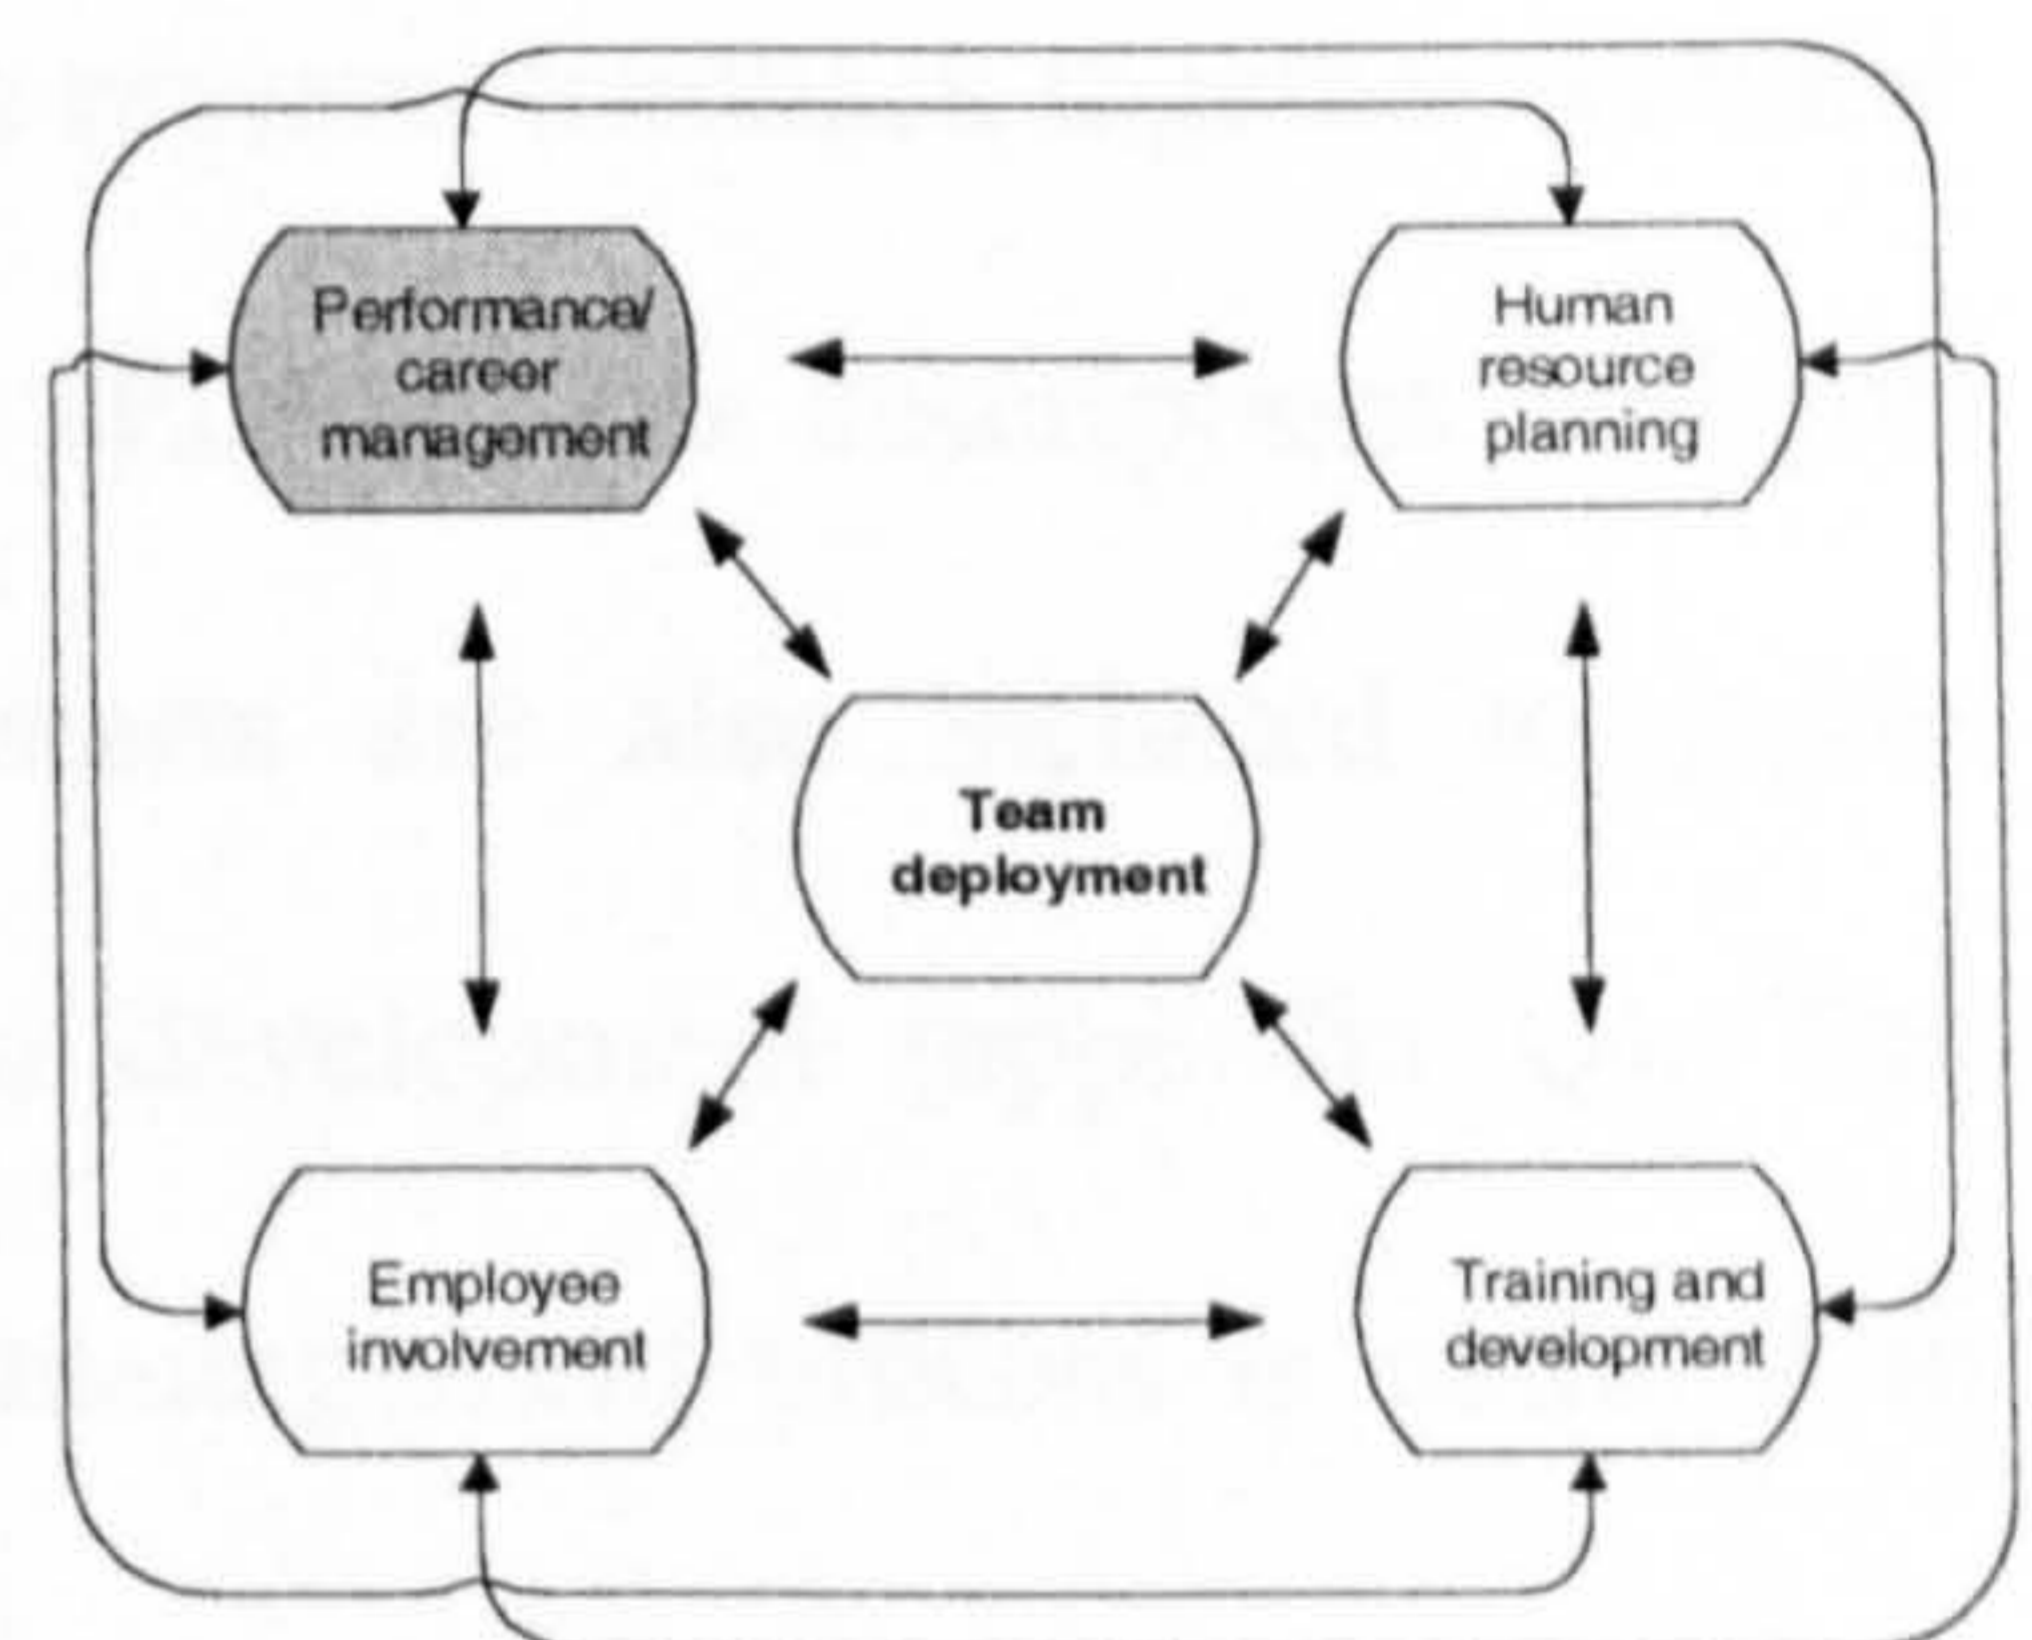 Performance/
career
management
Human
resource
planning
Team
deployment
Employee
involvement
Training and
development